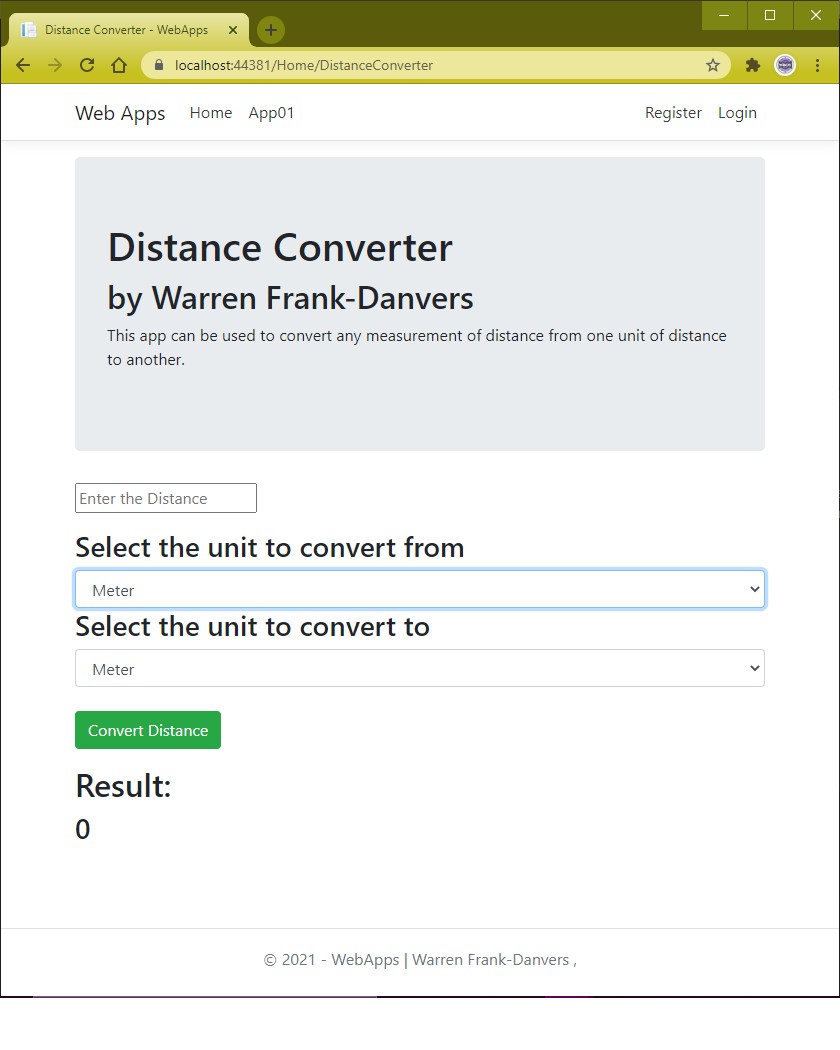 Distance Converter - WebApps
localhost:44381/Home/DistanceConverter
Web Apps Home App01 Register Login
Distance Converter
by Warren Frank-Danvers
This app can be used to convert any measurement of distance from one unit of distance
to another.
Enter the Distance
Select the unit to convert from
Meter
Select the unit to convert to
Meter
Convert Distance
Result:
0
© 2021 - WebApps | Warren Frank-Danvers ,